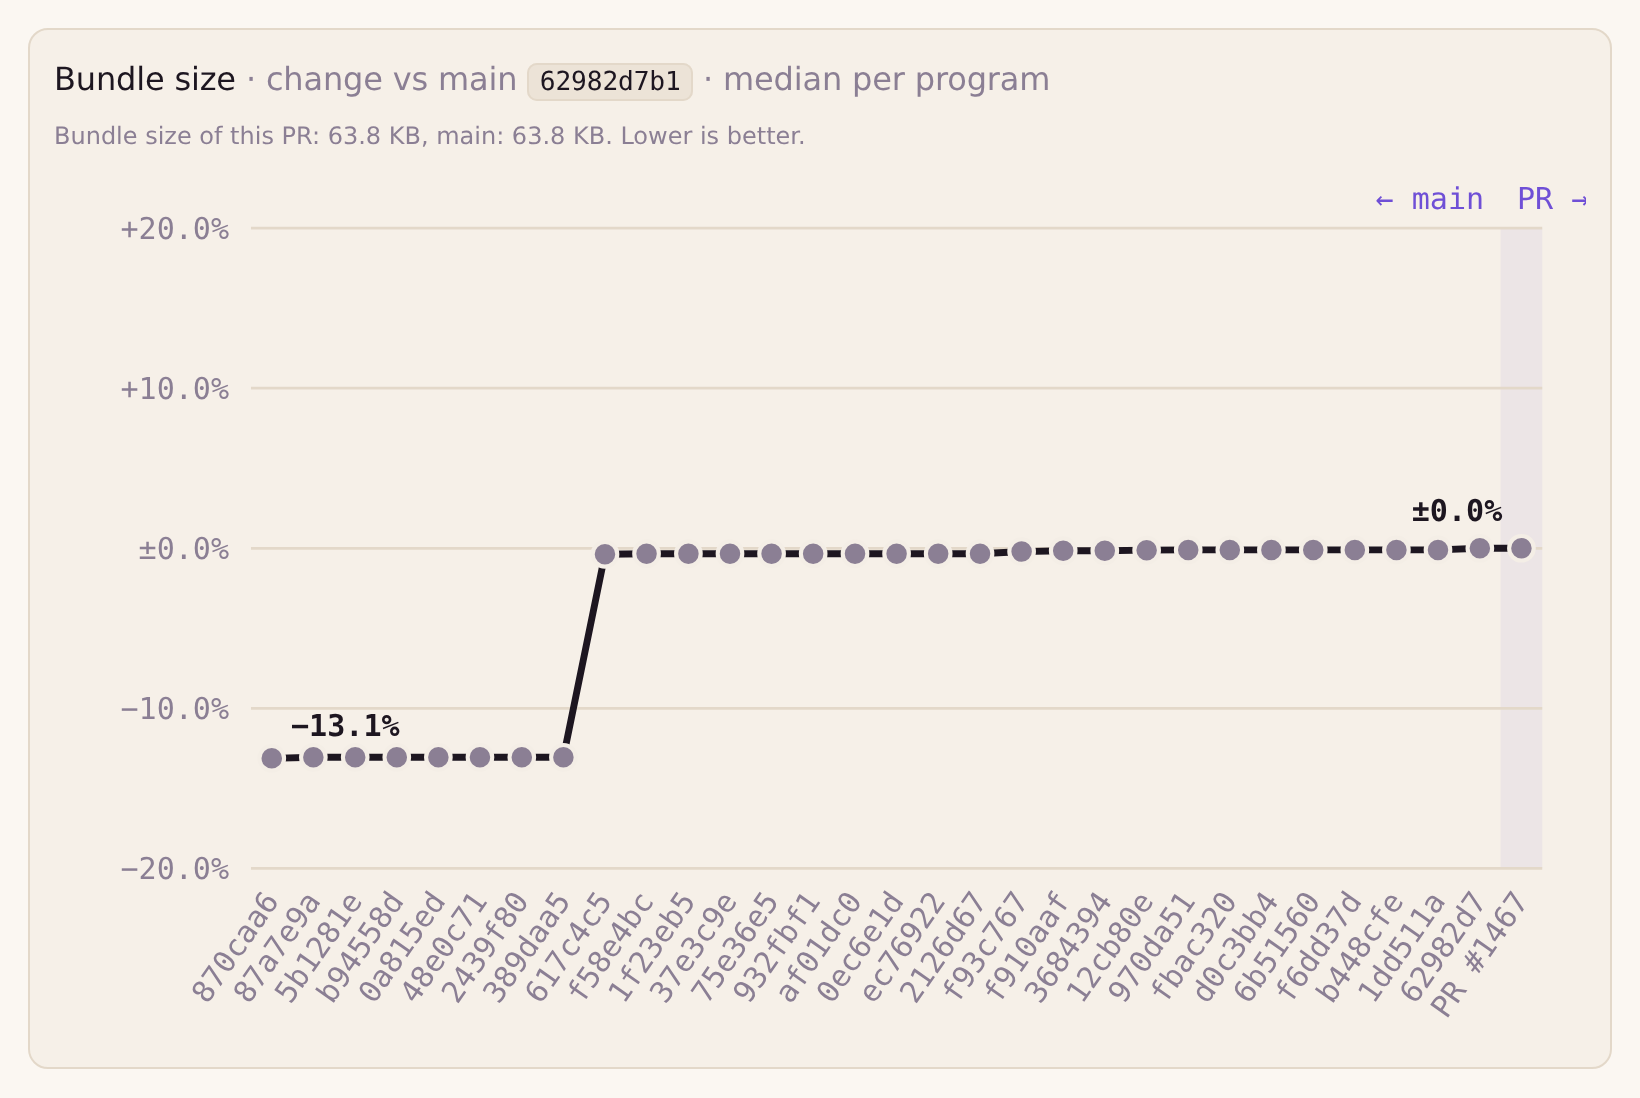 Bundle size · change vs main 62982d7b1 · median per program
Bundle size of this PR: 63.8 KB, main: 63.8 KB. Lower is better.
← main PR →
+20.0%
+10.0%
±0.0%
±0.0%
−10.0%
−13.1%
−20.0%
870caa6
87a7e9a
5b1281e
b94558d
0a815ed
48e0c71
2439f80
389daa5
617c4c5
f58e4bc
1f23eb5
37e3c9e
75e36e5
932fbf1
af01dc0
0ec6e1d
ec76922
2126d67
f93c767
f910aaf
3684394
12cb80e
970da51
fbac320
d0c3bb4
6b51560
f6dd37d
b448cfe
1dd511a
62982d7
PR #1467